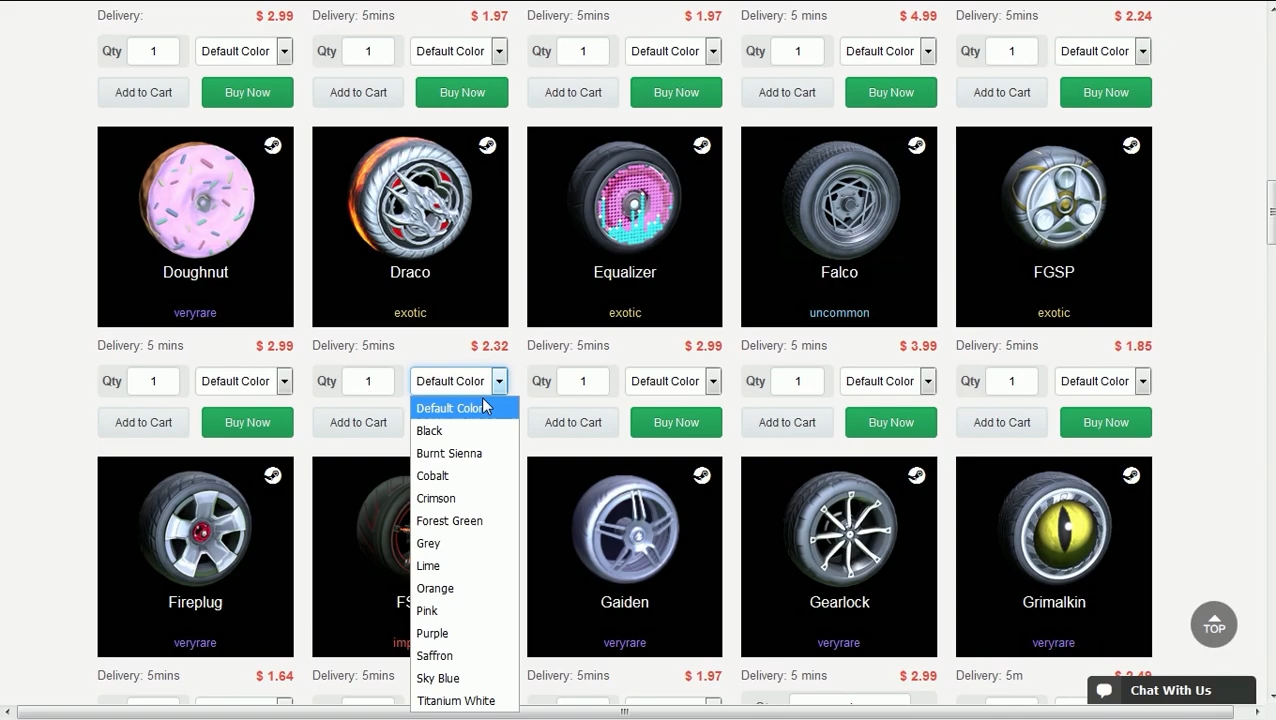 Delivery: $ 2.99 Delivery: 5mins $ 1.97 Delivery: 5mins $ 1.97 Delivery: 5 mins $ 4.99 Delivery: 5mins $ 2.24
Qty 1 Default Color Qty 1 Default Color Qty 1 Default Color Qty 1 Default Color Qty 1 Default Color
Add to Cart Buy Now Add to Cart Buy Now Add to Cart Buy Now Add to Cart Buy Now Add to Cart Buy Now
Doughnut Draco Equalizer Falco FGSP
veryrare exotic exotic uncommon exotic
Delivery: 5 mins $ 2.99 Delivery: 5mins $ 2.32 Delivery: 5mins $ 2.99 Delivery: 5 mins $ 3.99 Delivery: 5mins $ 1.85
Qty 1 Default Color Qty 1 Default Color Qty 1 Default Color Qty 1 Default Color Qty 1 Default Color
Add to Cart Buy Now Add to Cart Add to Cart Buy Now Add to Cart Buy Now Add to Cart Buy Now
Default Color
Black
Burnt Sienna
Cobalt
Crimson
Forest Green
Grey
Lime
Orange
Pink
Purple
Saffron
Sky Blue
Titanium White
Fireplug FS Gaiden Gearlock Grimalkin
veryrare imp veryrare veryrare veryrare
Delivery: 5mins $ 1.64 Delivery: 5mins $ 1.97 Delivery: 5mins $ 2.99 Delivery: 5m
TOP
Chat With Us